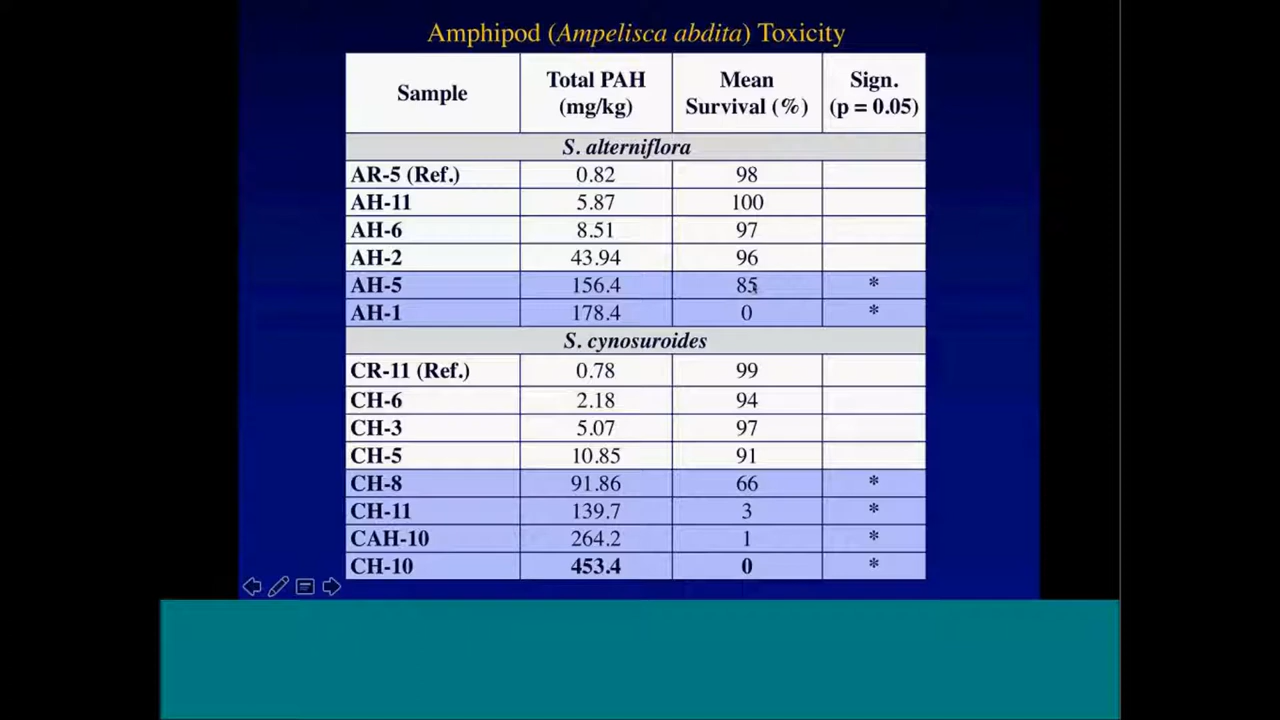 Amphipod (Ampelisca abdita) Toxicity
Sample Total PAH (mg/kg) Mean Survival (%) Sign. (p = 0.05)
S. alterniflora
AR-5 (Ref.) 0.82 98
AH-11 5.87 100
AH-6 8.51 97
AH-2 43.94 96
AH-5 156.4 85 *
AH-1 178.4 0 *
S. cynosuroides
CR-11 (Ref.) 0.78 99
CH-6 2.18 94
CH-3 5.07 97
CH-5 10.85 91
CH-8 91.86 66 *
CH-11 139.7 3 *
CAH-10 264.2 1 *
CH-10 453.4 0 *